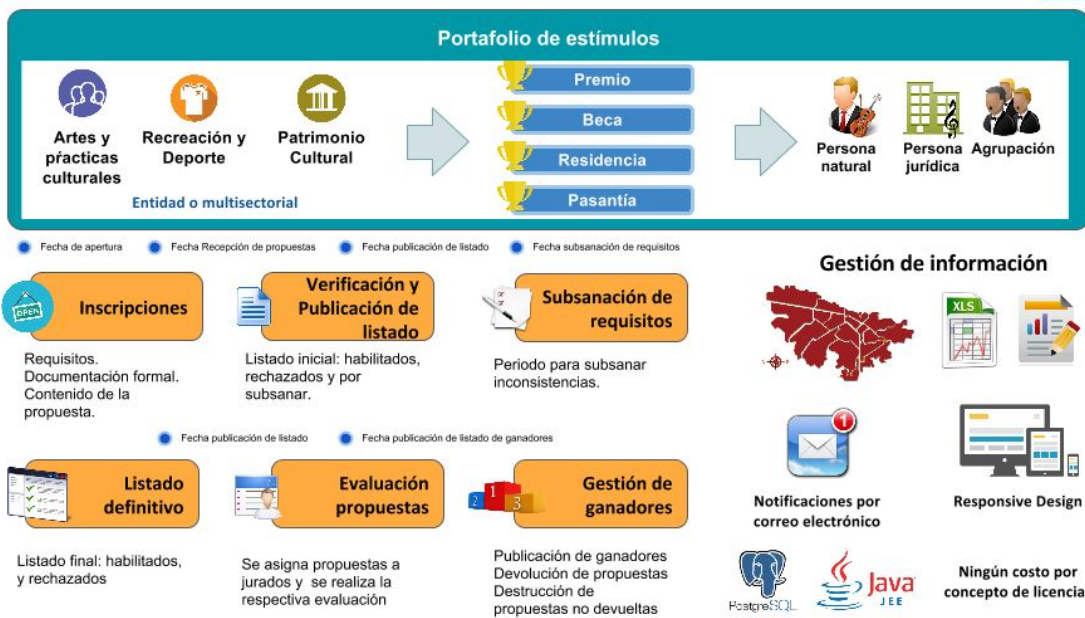 Portafolio de estímulos
Artes y
pŕacticas
culturales
Recreación y
Deporte
Patrimonio
Cultural
Entidad o multisectorial
Premio
Beca
Residencia
Pasantía
Persona
natural
Persona
jurídica
Agrupación
Fecha de apertura
Fecha Recepción de propuestas
Fecha publicación de listado
Fecha subsanación de requisitos
OPEN
Inscripciones
Requisitos.
Documentación formal.
Contenido de la
propuesta.
Verificación y
Publicación de
listado
Listado inicial: habilitados,
rechazados y por
subsanar.
Subsanación de
requisitos
Periodo para subsanar
inconsistencias.
Fecha publicación de listado
Fecha publicación de listado de ganadores
Listado
definitivo
Listado final: habilitados,
y rechazados
Evaluación
propuestas
Se asigna propuestas a
jurados y se realiza la
respectiva evaluación
2 1 3
Gestión de
ganadores
Publicación de ganadores
Devolución de propuestas
Destrucción de
propuestas no devueltas
Gestión de información
XLS
1
Notificaciones por
correo electrónico
Responsive Design
PostgreSQL
Java
JEE
Ningún costo por
concepto de licencia